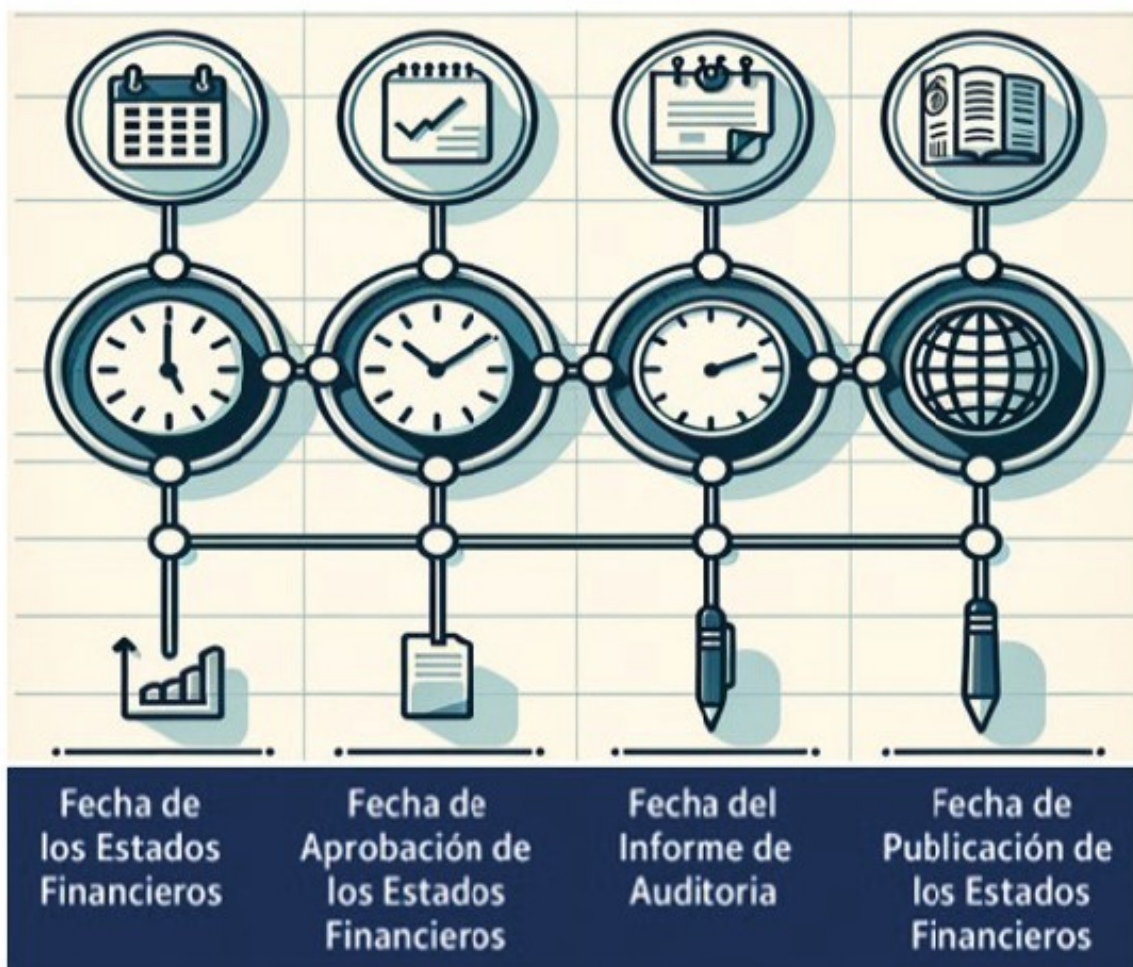 Fecha de
los Estados
Financieros
Fecha de
Aprobación de
los Estados
Financieros
Fecha del
Informe de
Auditoria
Fecha de
Publicación de
los Estados
Financieros